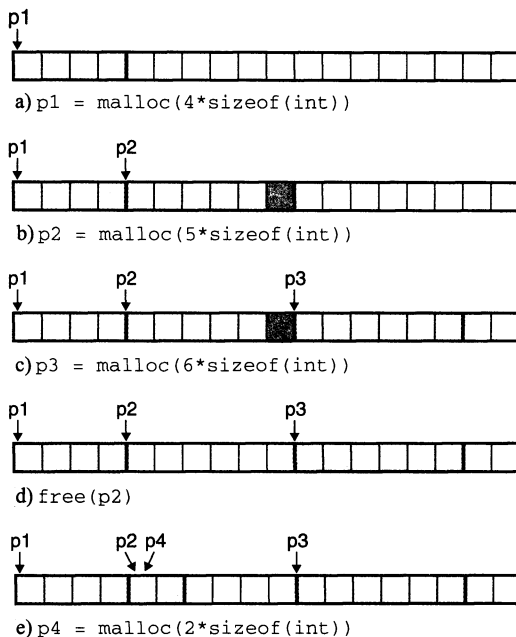 p1
a) p1 = malloc(4*sizeof(int))
p1 p2
b) p2 = malloc(5*sizeof(int))
p1 p2 p3
c) p3 = malloc(6*sizeof(int))
p1 p2 p3
d) free(p2)
p1 p2 p4 p3
e) p4 = malloc(2*sizeof(int))